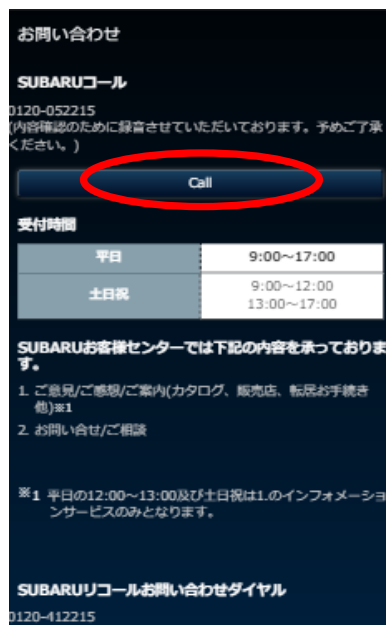 お問い合わせ
SUBARUコール
0120-052215
(内容確認のために録音させていただいております。予めご了承
ください。)
Call
受付時間
平日 9:00～17:00
土日祝 9:00～12:00
13:00～17:00
SUBARUお客様センターでは下記の内容を承っておりま
す。
1. ご意見/ご感想/ご案内(カタログ、販売店、転居お手続き
他)※1
2. お問い合せ/ご相談
※1 平日の12:00～13:00及び土日祝は1.のインフォメーショ
ンサービスのみとなります。
SUBARUリコールお問い合わせダイヤル
0120-412215